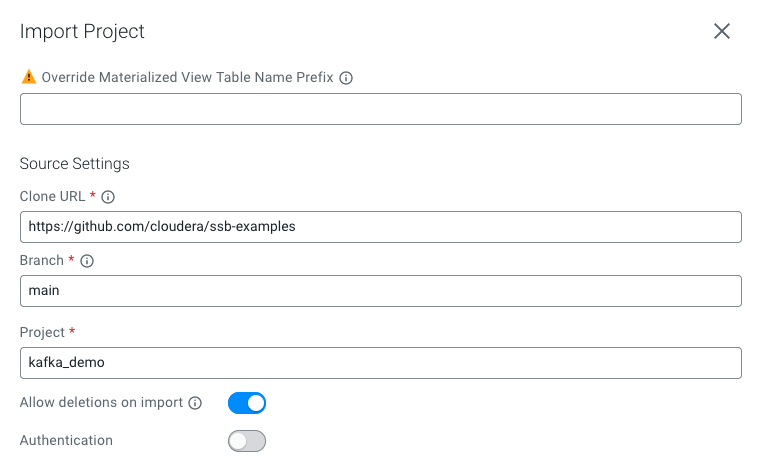 Import Project
Override Materialized View Table Name Prefix
Source Settings
Clone URL *
https://github.com/cloudera/ssb-examples
Branch *
main
Project *
kafka_demo
Allow deletions on import
Authentication